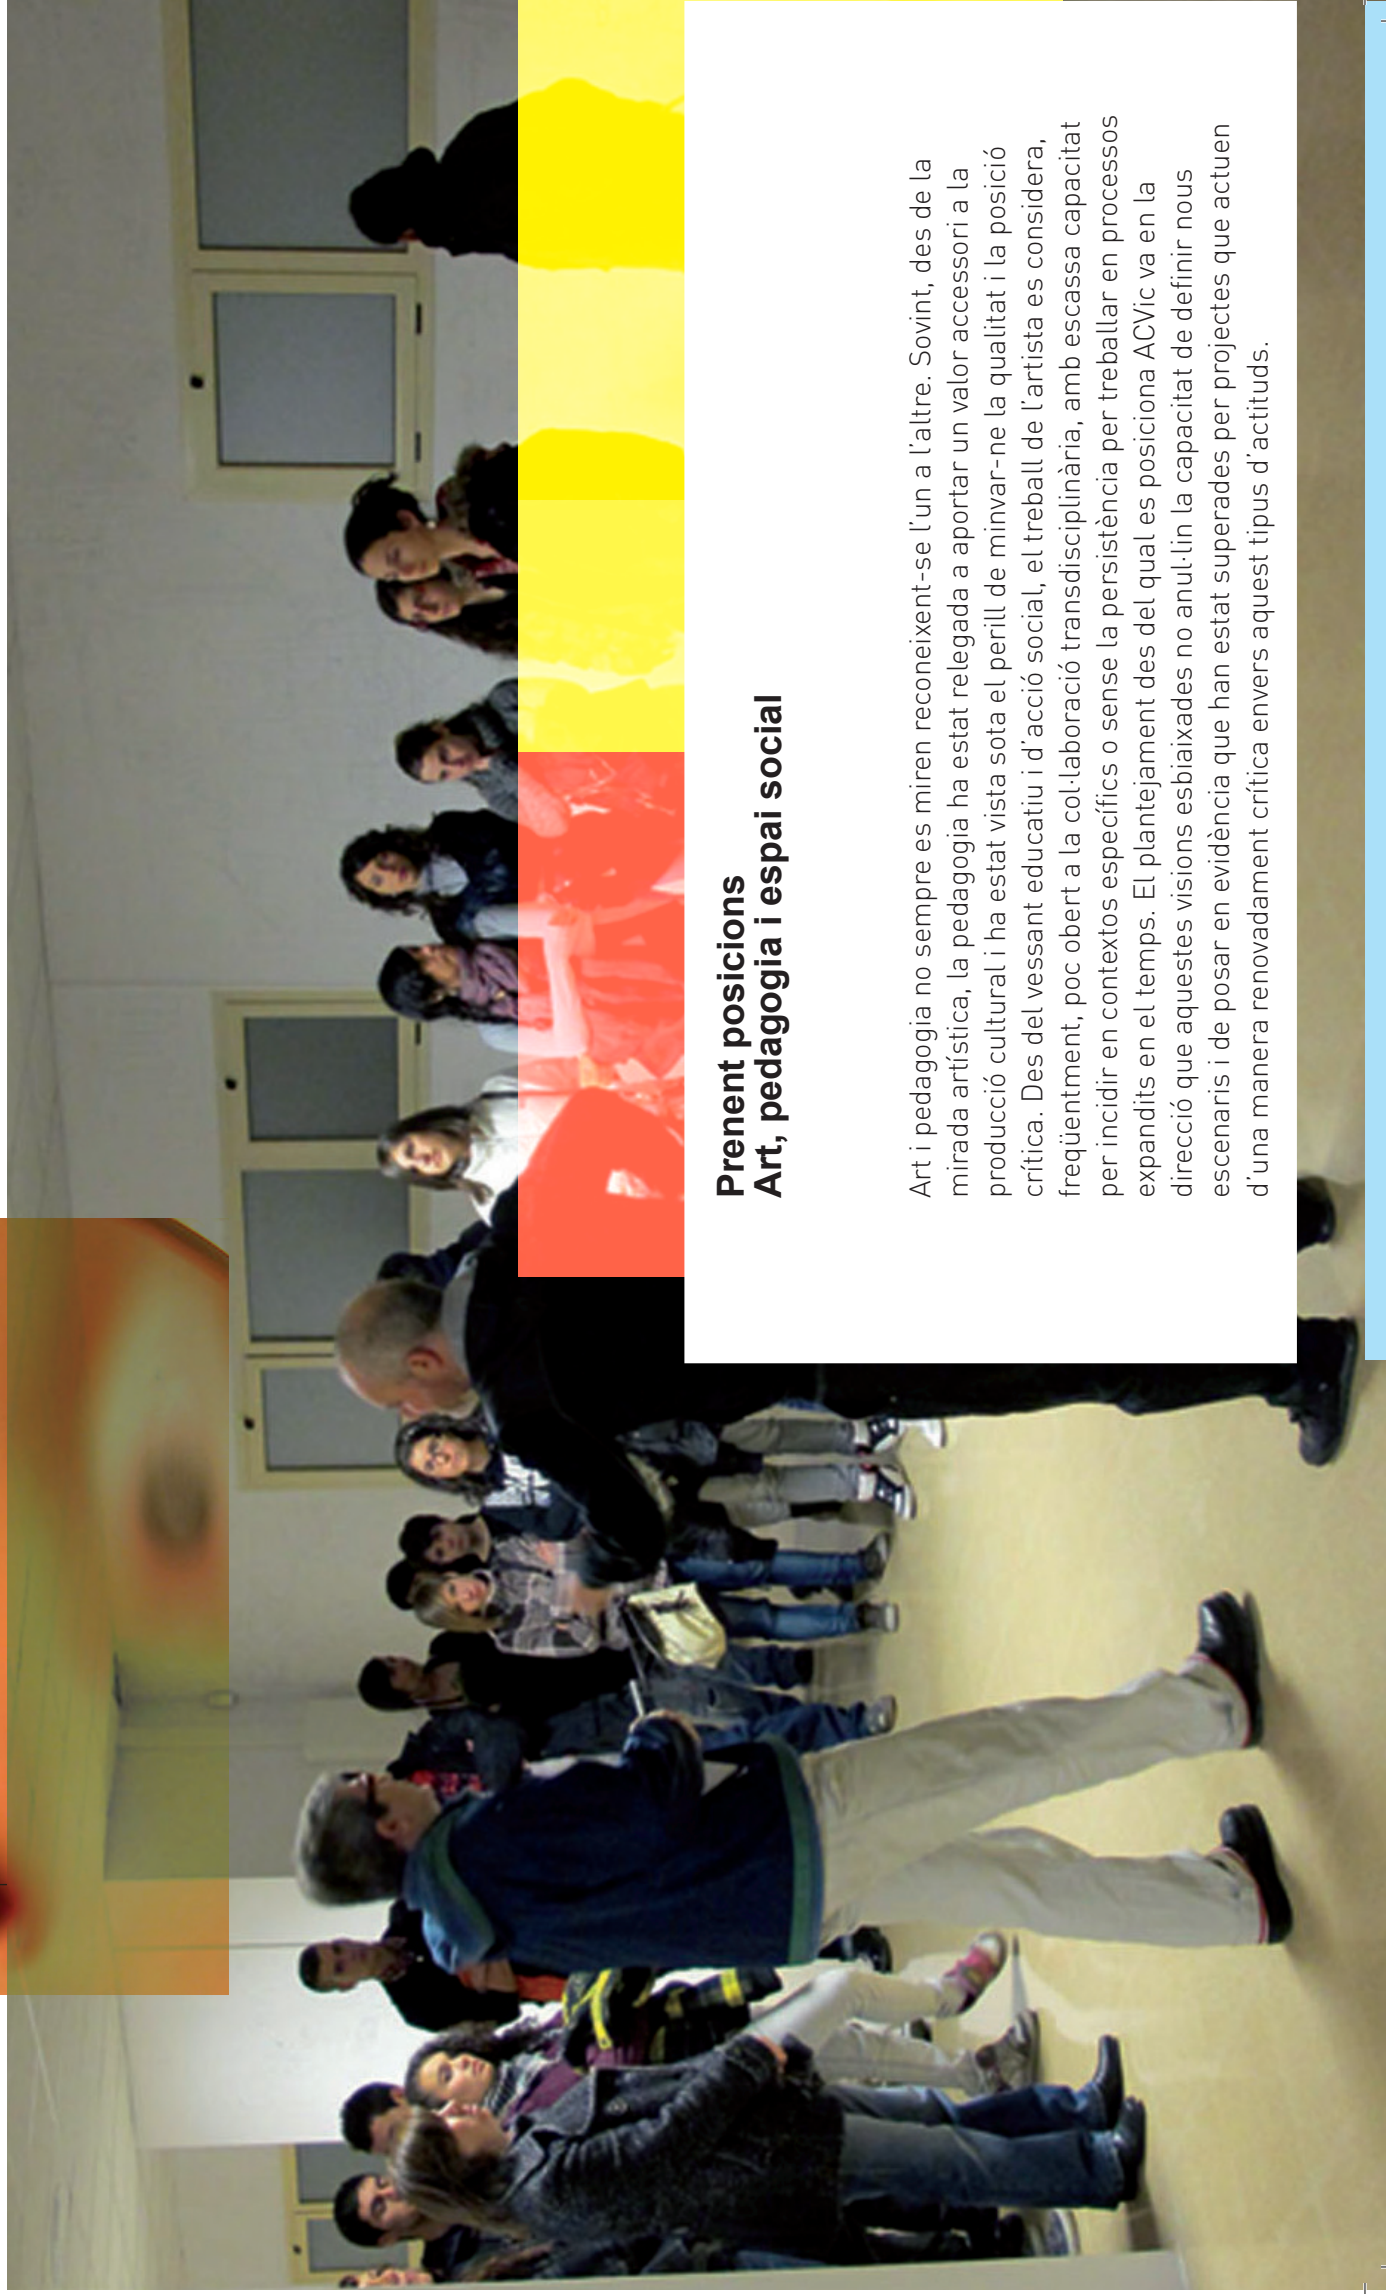 Prenent posicions
Art, pedagogia i espai social
Art i pedagogia no sempre es miren reconeixent-se l'un a l'altre. Sovint, des de la
mirada artística, la pedagogia ha estat relegada a aportar un valor accessori a la
producció cultural i ha estat vista sota el perill de minvar-ne la qualitat i la posició
crítica. Des del vessant educatiu i d'acció social, el treball de l'artista es considera,
freqüentment, poc obert a la col·laboració transdisciplinària, amb escassa capacitat
per incidir en contextos específics o sense la persistència per treballar en processos
expandits en el temps. El plantejament des del qual es posiciona ACVic va en la
direcció que aquestes visions esbiaixades no anul·lin la capacitat de definir nous
escenaris i de posar en evidència que han estat superades per projectes que actuen
d'una manera renovadament crítica envers aquest tipus d'actituds.